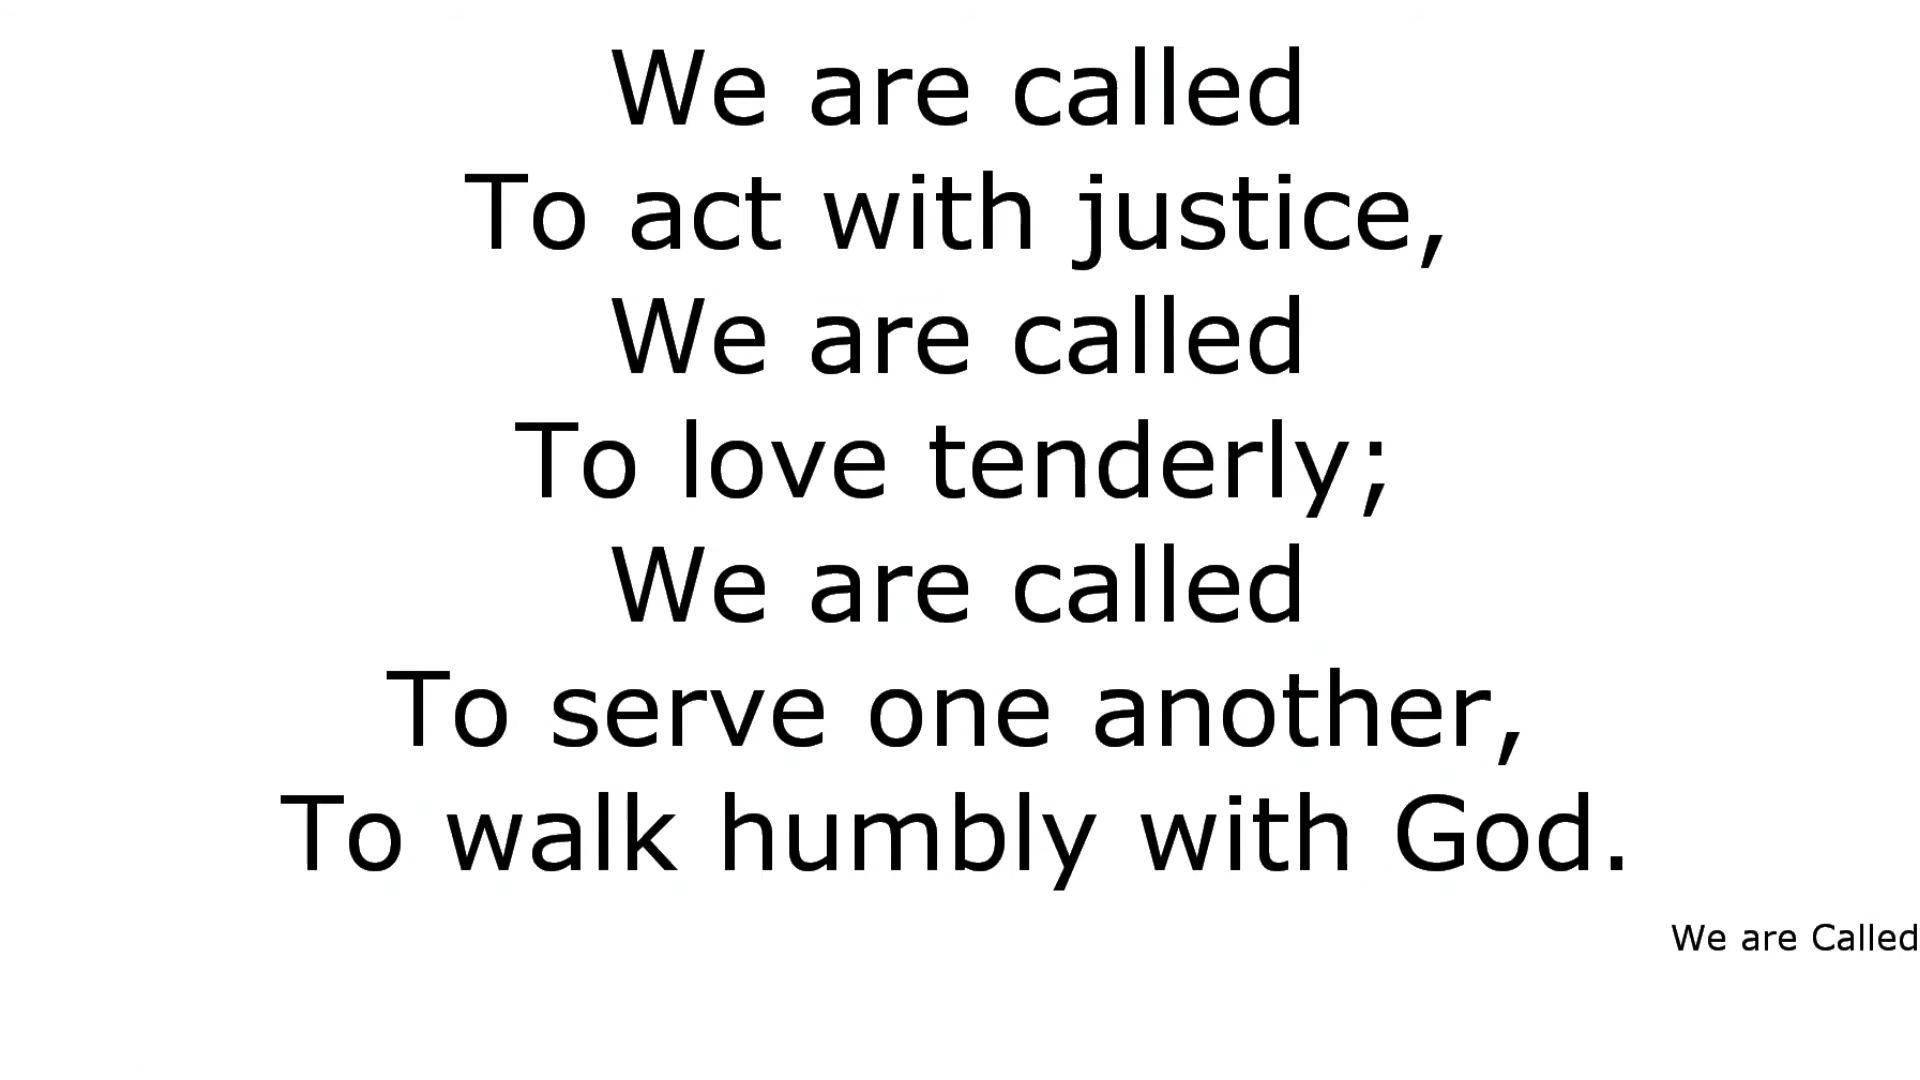 We are called
To act with justice,
We are called
To love tenderly;
We are called
To serve one another,
To walk humbly with God.
We are Called